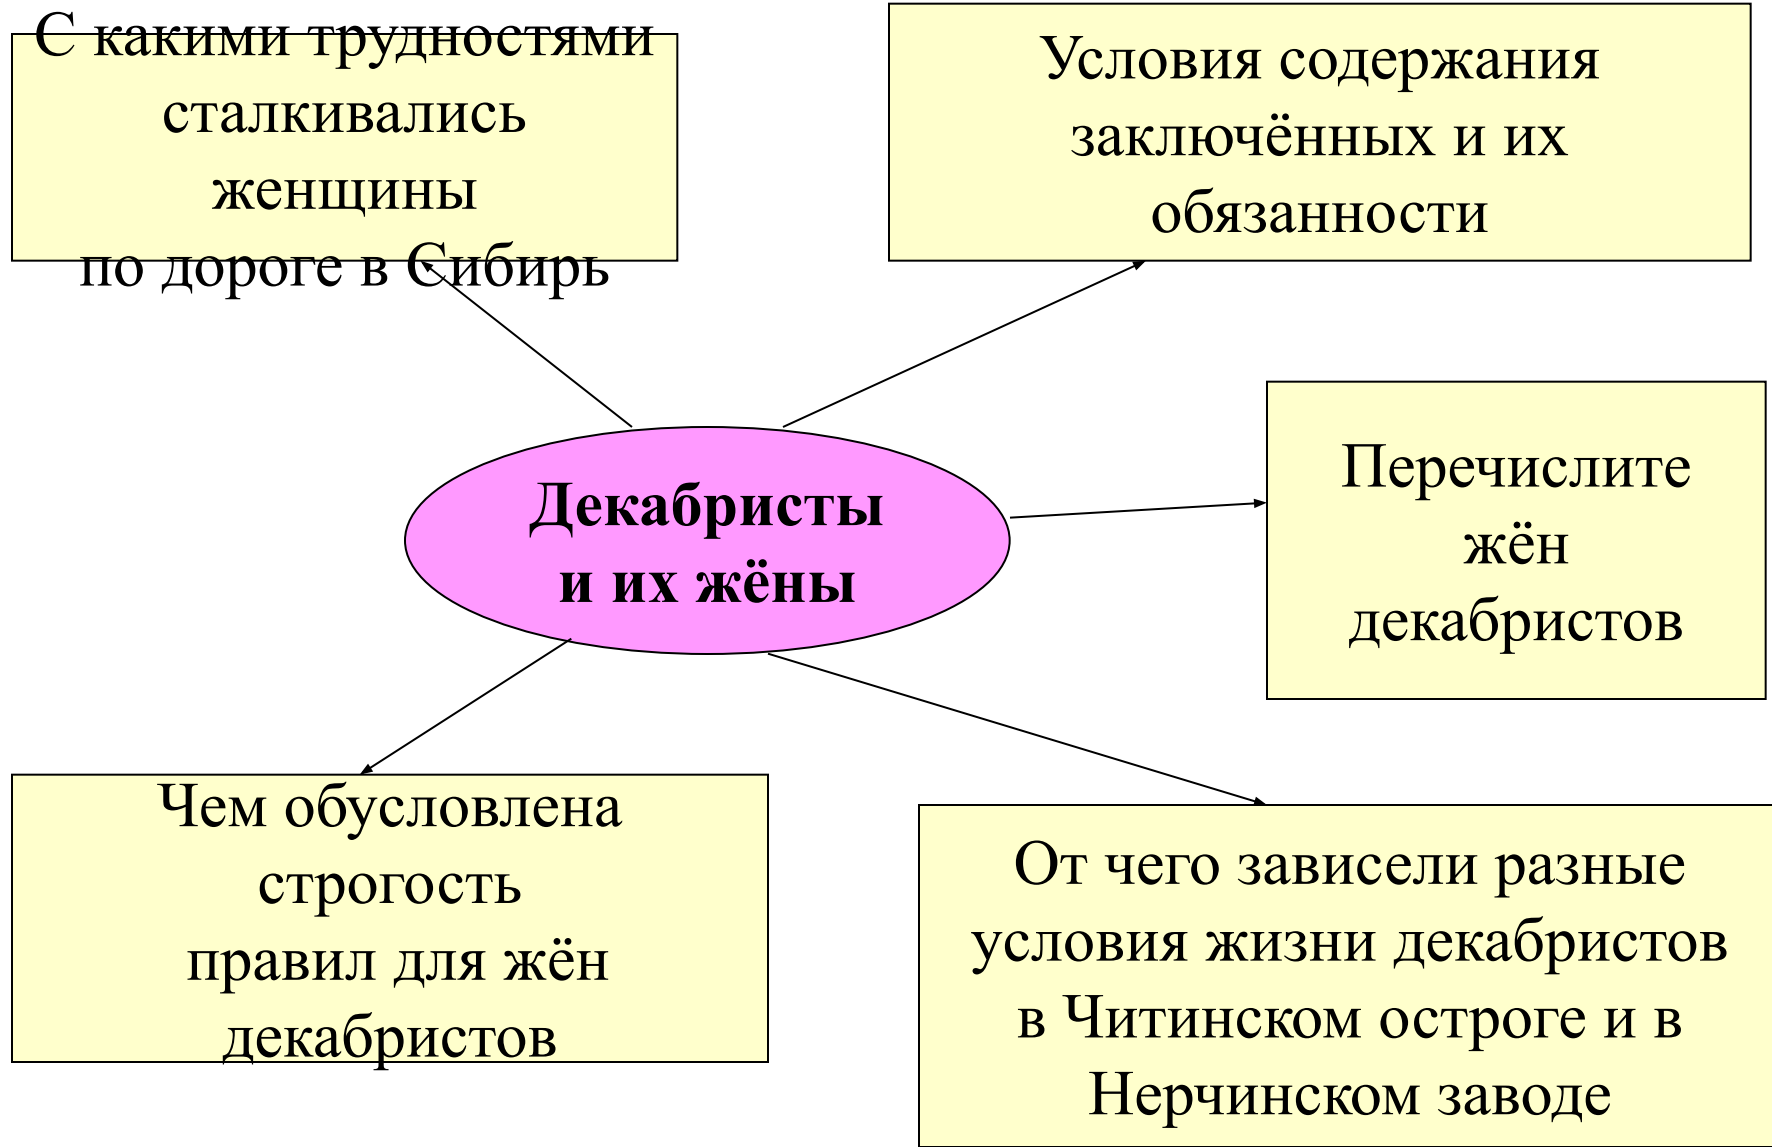 С какими трудностями
сталкивались
женщины
по дороге в Сибирь
Условия содержания
заключённых и их
обязанности
Перечислите
жён
декабристов
Декабристы
и их жёны
Чем обусловлена
строгость
правил для жён
декабристов
От чего зависели разные
условия жизни декабристов
в Читинском остроге и в
Нерчинском заводе